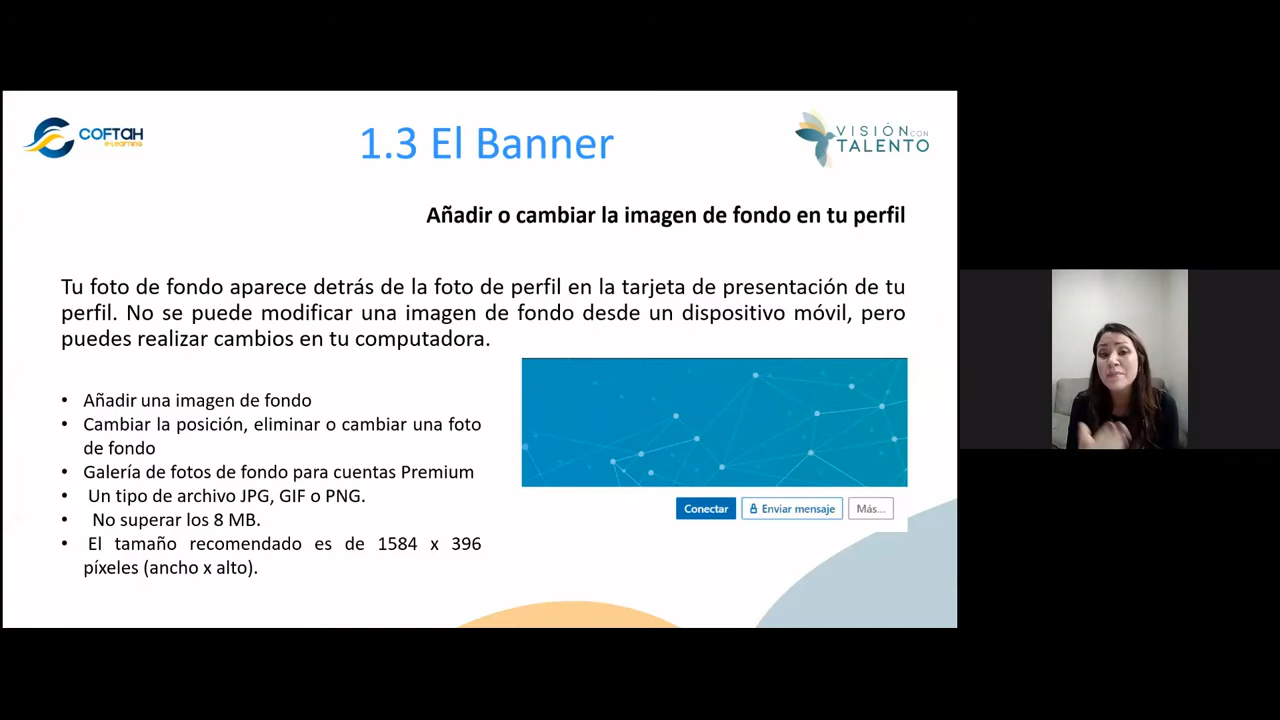 COFTAH
e-Learning
1.3 El Banner
VISIÓN CON
TALENTO
Añadir o cambiar la imagen de fondo en tu perfil
Tu foto de fondo aparece detrás de la foto de perfil en la tarjeta de presentación de tu
perfil. No se puede modificar una imagen de fondo desde un dispositivo móvil, pero
puedes realizar cambios en tu computadora.
• Añadir una imagen de fondo
• Cambiar la posición, eliminar o cambiar una foto
de fondo
• Galería de fotos de fondo para cuentas Premium
• Un tipo de archivo JPG, GIF o PNG.
• No superar los 8 MB.
• El tamaño recomendado es de 1584 x 396
píxeles (ancho x alto).
Conectar Enviar mensaje Más...